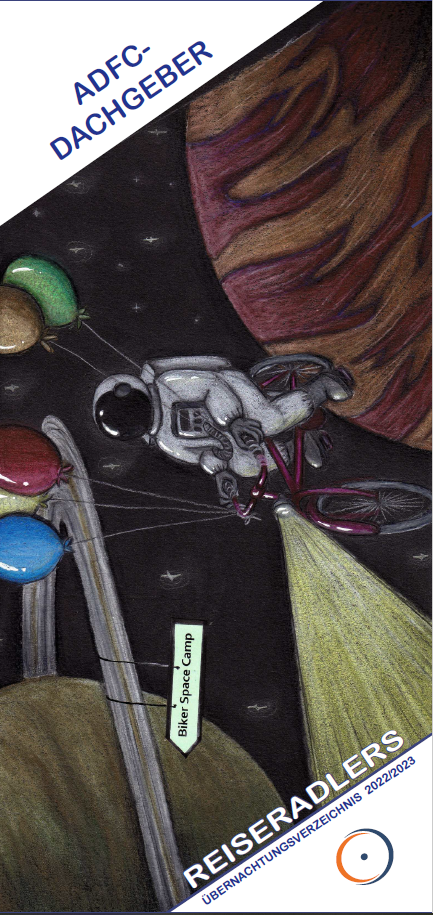 ADFC-
DACHGEBER
Biker Space Camp
REISERADLERS
ÜBERNACHTUNGSVERZEICHNIS 2022/2023